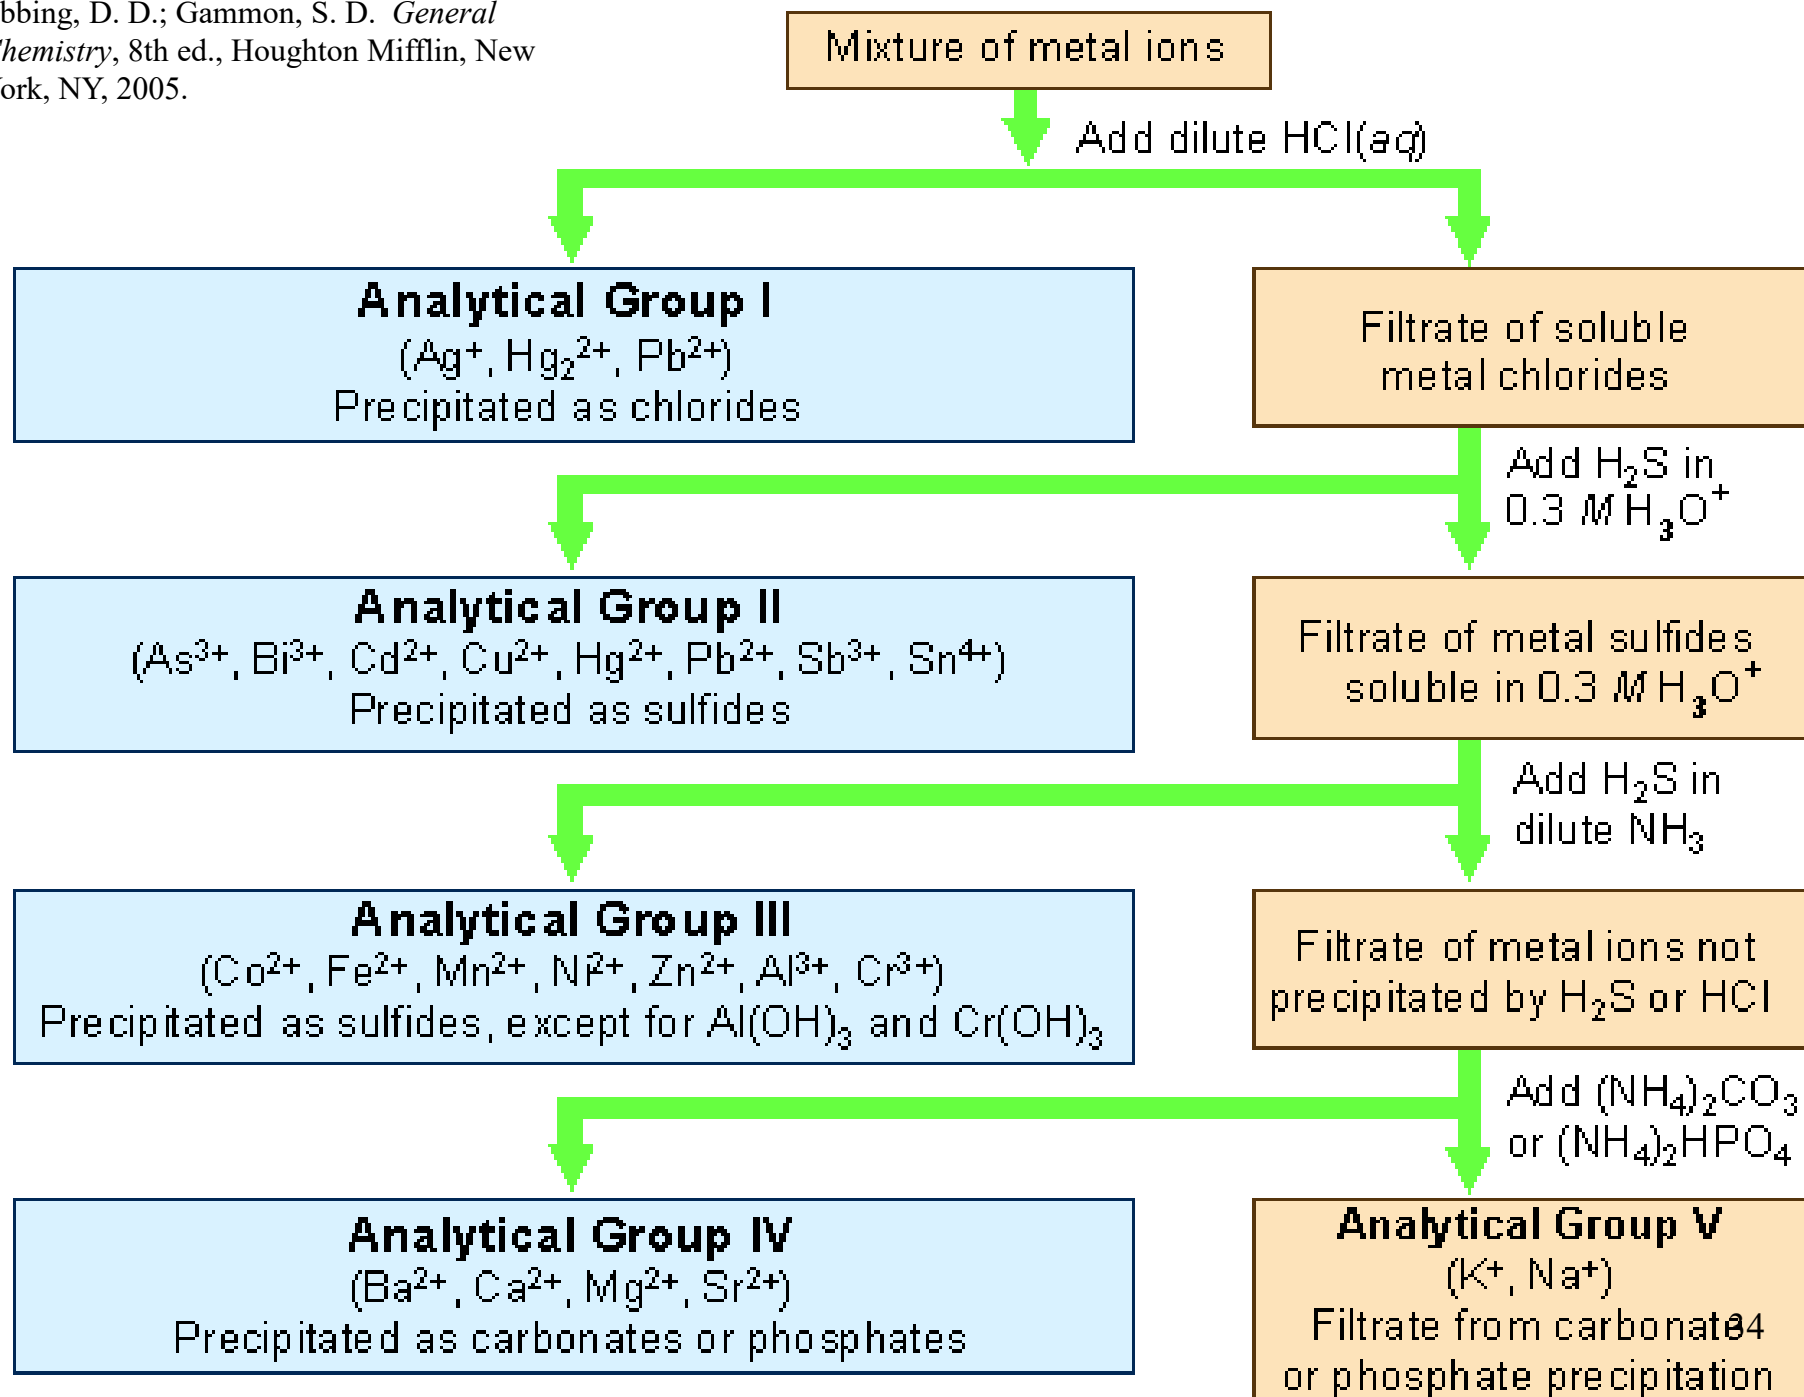 bbing, D. D.; Gammon, S. D. General
hemistry, 8th ed., Houghton Mifflin, New
ork, NY, 2005.
Mixture of metal ions
Add dilute HCl(aq)
Analytical Group I
(Ag⁺, Hg₂²⁺, Pb²⁺)
Precipitated as chlorides
Filtrate of soluble
metal chlorides
Add H₂S in
0.3 M H₃O⁺
Analytical Group II
(As³⁺, Bi³⁺, Cd²⁺, Cu²⁺, Hg²⁺, Pb²⁺, Sb³⁺, Sn⁴⁺)
Precipitated as sulfides
Filtrate of metal sulfides
soluble in 0.3 M H₃O⁺
Add H₂S in
dilute NH₃
Analytical Group III
(Co²⁺, Fe²⁺, Mn²⁺, Ni²⁺, Zn²⁺, Al³⁺, Cr³⁺)
Precipitated as sulfides, except for Al(OH)₃ and Cr(OH)₃
Filtrate of metal ions not
precipitated by H₂S or HCl
Add (NH₄)₂CO₃
or (NH₄)₂HPO₄
Analytical Group IV
(Ba²⁺, Ca²⁺, Mg²⁺, Sr²⁺)
Precipitated as carbonates or phosphates
Analytical Group V
(K⁺, Na⁺)
Filtrate from carbonate
34
or phosphate precipitation